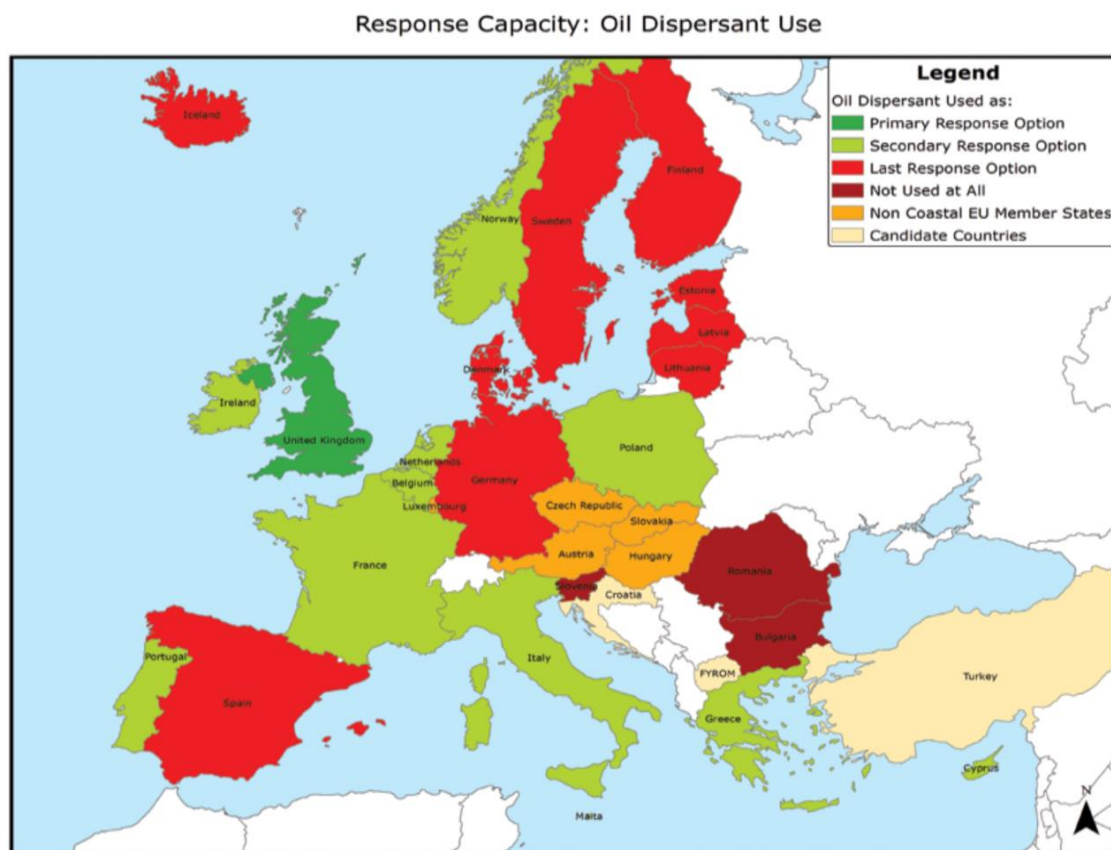 Response Capacity: Oil Dispersant Use
Legend
Oil Dispersant Used as:
Primary Response Option
Secondary Response Option
Last Response Option
Not Used at All
Non Coastal EU Member States
Candidate Countries
Iceland
Finland
Norway
Sweden
Estonia
Latvia
Lithuania
Denmark
Ireland
United Kingdom
Netherlands
Belgium
Luxembourg
Germany
Poland
Czech Republic
Slovakia
Austria
Hungary
France
Slovenia
Croatia
Romania
Bulgaria
Portugal
Spain
Italy
FYROM
Greece
Turkey
Cyprus
Malta
N